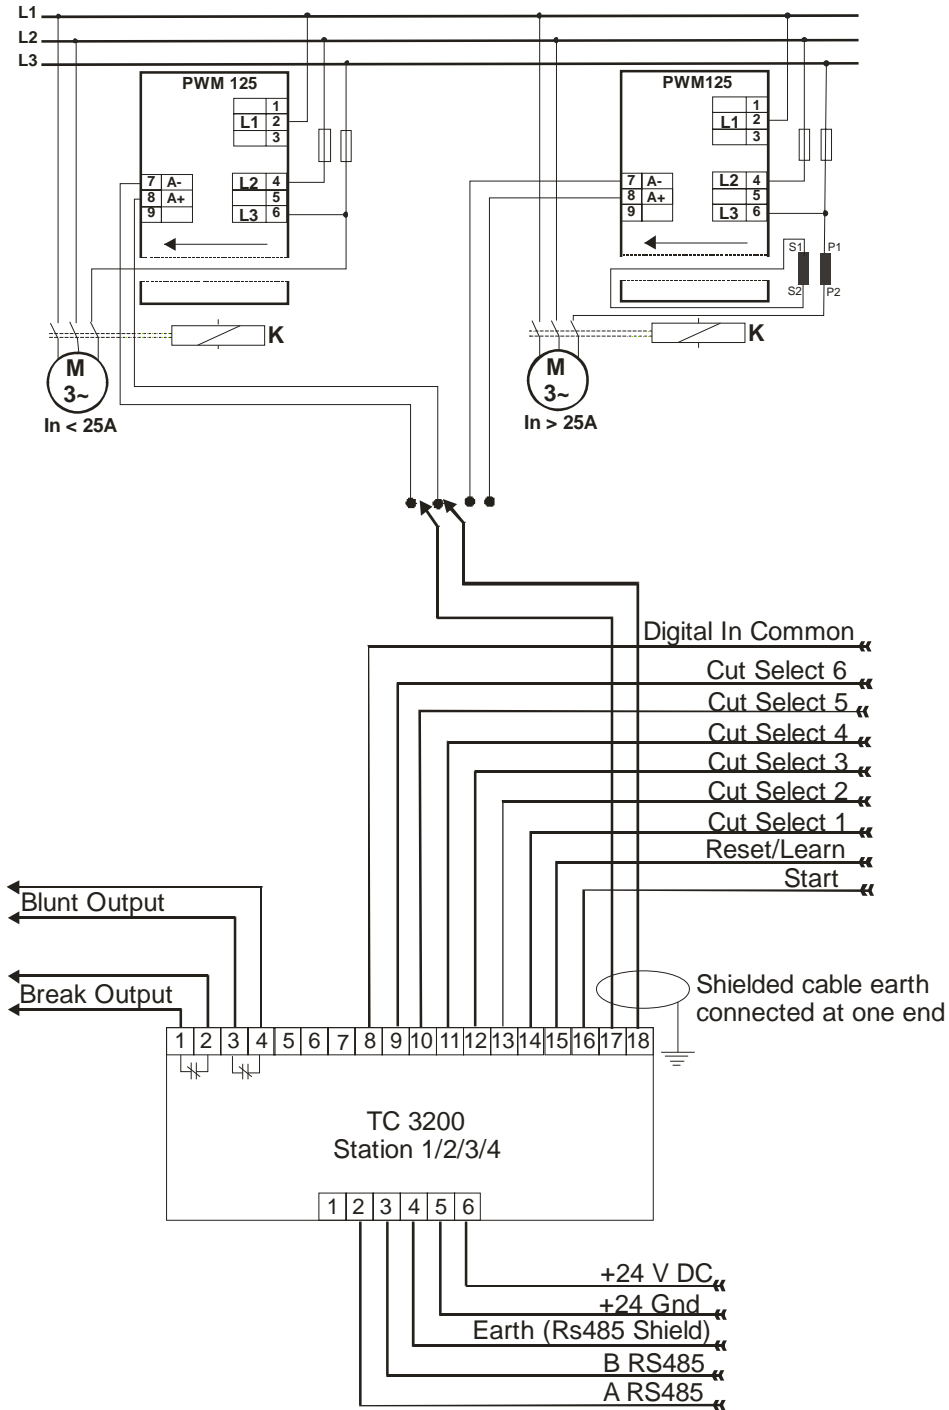 L1
L2
L3
PWM 125
1
L1 2
3
7 A- L2 4
8 A+ 5
9 L3 6
K
M
3~
In < 25A
PWM125
1
L1 2
3
7 A- L2 4
8 A+ 5
9 L3 6
S1 P1
S2 P2
K
M
3~
In > 25A
Digital In Common
Cut Select 6
Cut Select 5
Cut Select 4
Cut Select 3
Cut Select 2
Cut Select 1
Reset/Learn
Start
Blunt Output
Break Output
Shielded cable earth
connected at one end
1 2 3 4 5 6 7 8 9 10 11 12 13 14 15 16 17 18
TC 3200
Station 1/2/3/4
1 2 3 4 5 6
+24 V DC
+24 Gnd
Earth (Rs485 Shield)
B RS485
A RS485